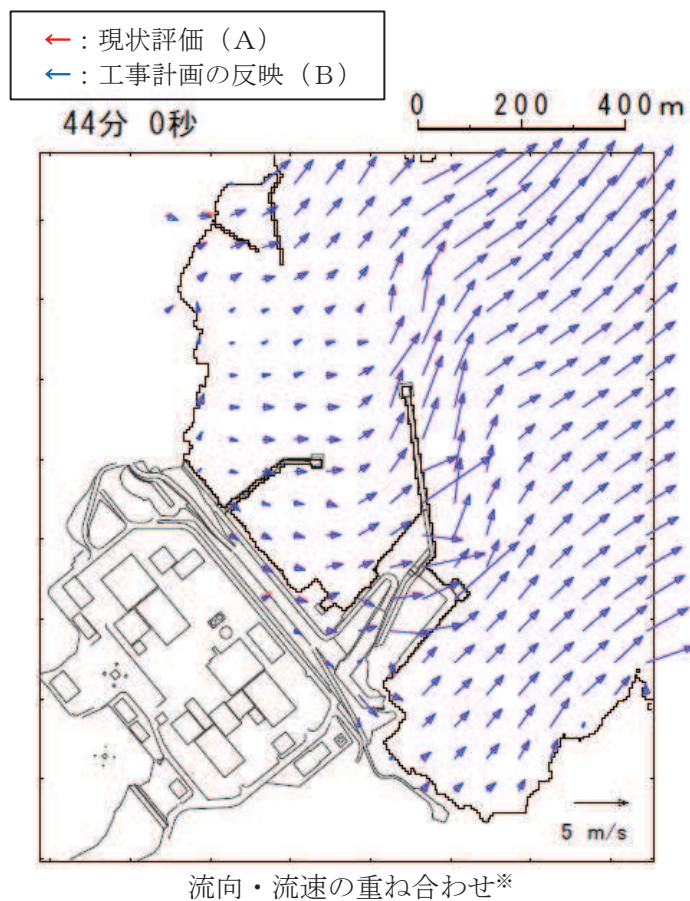 ←：現状評価（A）
←：工事計画の反映（B）
44分 0秒
0 200 400m
5 m/s
流向・流速の重ね合わせ※